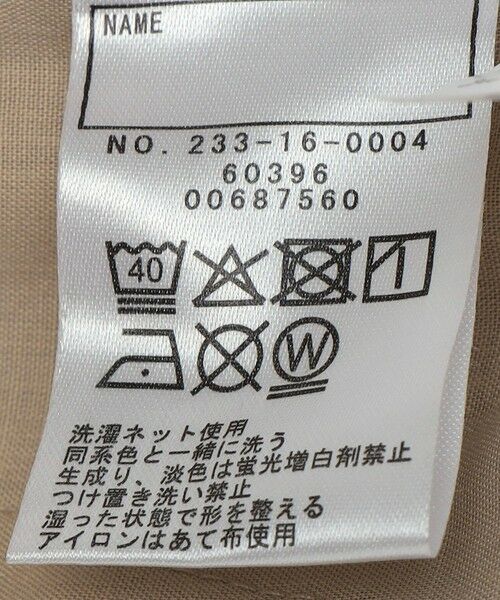 NAME
NO. 233-16-0004
60396
00687560
40
W
洗濯ネット使用
同系色と一緒に洗う
生成り、淡色は蛍光増白剤禁止
つけ置き洗い禁止
湿った状態で形を整える
アイロンはあて布使用